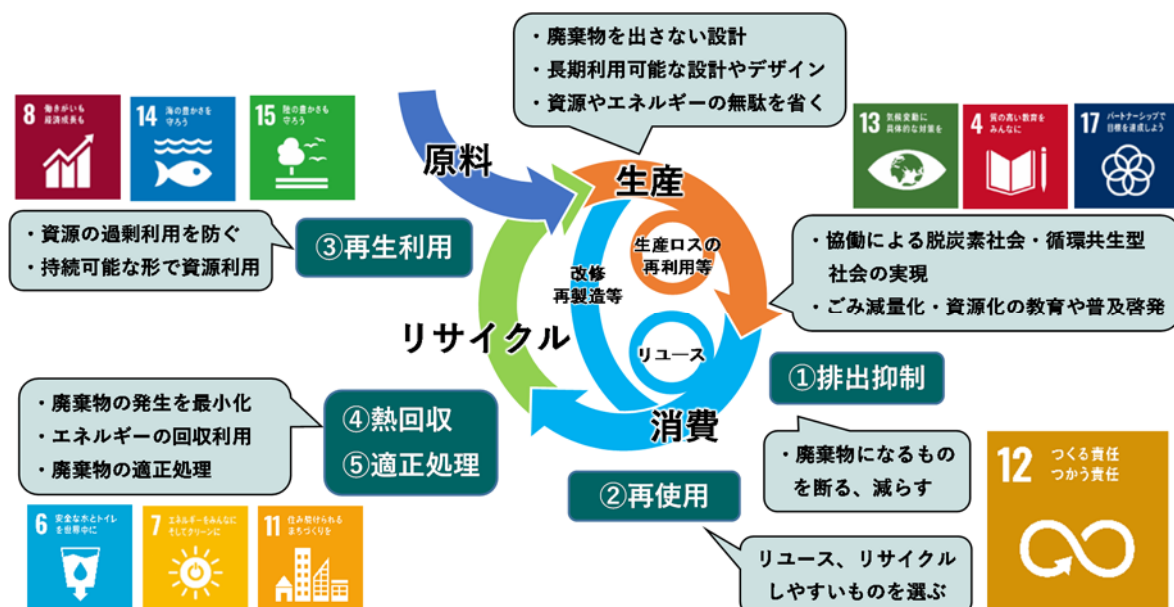 ・廃棄物を出さない設計
・長期利用可能な設計やデザイン
・資源やエネルギーの無駄を省く
8 働きがいも
経済成長も
14 海の豊かさを
守ろう
15 陸の豊かさも
守ろう
13 気候変動に
具体的な対策を
4 質の高い教育を
みんなに
17 パートナーシップで
目標を達成しよう
原料
生産
・資源の過剰利用を防ぐ
・持続可能な形で資源利用
③再生利用
生産ロスの
再利用等
改修
再製造等
・協働による脱炭素社会・循環共生型
社会の実現
・ごみ減量化・資源化の教育や普及啓発
リサイクル
リユース
①排出抑制
・廃棄物の発生を最小化
・エネルギーの回収利用
・廃棄物の適正処理
④熱回収
⑤適正処理
消費
・廃棄物になるもの
を断る、減らす
12 つくる責任
つかう責任
②再使用
6 安全な水とトイレ
を世界中に
7 エネルギーをみんなに
そしてクリーンに
11 住み続けられる
まちづくりを
リユース、リサイクル
しやすいものを選ぶ